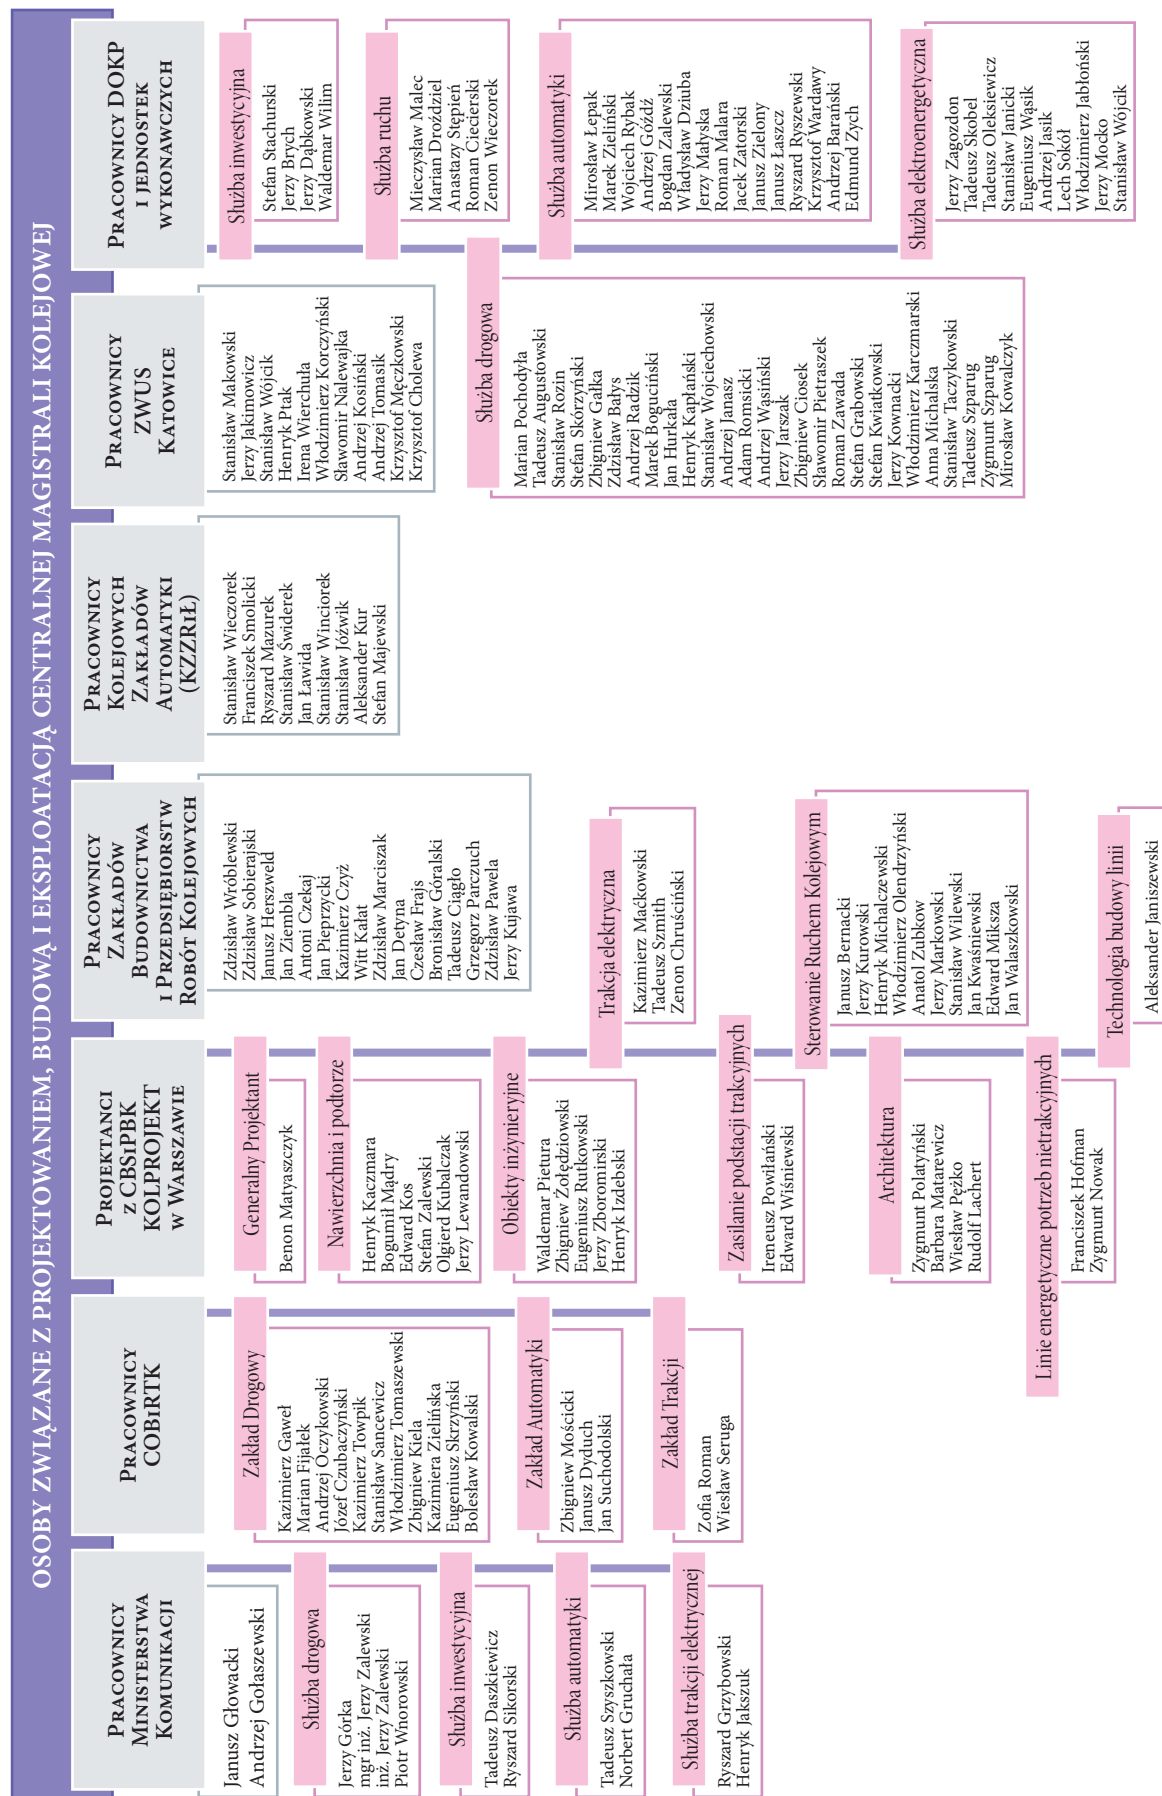 OSOBY ZWIĄZANE Z PROJEKTOWANIEM, BUDOWĄ I EKSPLOATACJĄ CENTRALNEJ MAGISTRALI KOLEJOWEJ
Pracownicy
Ministerstwa
Komunikacji
Janusz Głowacki
Andrzej Gołaszewski
Służba drogowa
Jerzy Górka
mgr inż. Jerzy Zalewski
inż. Jerzy Zalewski
Piotr Wnorowski
Służba inwestycyjna
Tadeusz Daszkiewicz
Ryszard Sikorski
Służba automatyki
Tadeusz Szyszkowski
Norbert Gruchała
Służba trakcji elektrycznej
Ryszard Grzybowski
Henryk Jakszuk
Pracownicy
COBiRTK
Zakład Drogowy
Kazimierz Gaweł
Marian Fijałek
Andrzej Oczykowski
Józef Czubaczyński
Kazimierz Towpik
Stanisław Sancewicz
Włodzimierz Tomaszewski
Zbigniew Kiela
Kazimiera Zielińska
Eugeniusz Skrzyński
Bolesław Kowalski
Zakład Automatyki
Zbigniew Mościcki
Janusz Dyduch
Jan Suchodolski
Zakład Trakcji
Zofia Roman
Wiesław Seruga
Projektanci
z CBSiPBK
KOLPROJEKT
w Warszawie
Generalny Projektant
Benon Matyaszczyk
Nawierzchnia i podtorze
Henryk Kaczmara
Bogumił Mądry
Edward Kos
Stefan Zalewski
Olgierd Kubalczak
Jerzy Lewandowski
Obiekty inżynieryjne
Waldemar Pietura
Zbigniew Żołędziowski
Eugeniusz Rutkowski
Jerzy Zboromirski
Henryk Izdebski
Trakcja elektryczna
Kazimierz Maćkowski
Tadeusz Szmith
Zenon Chruściński
Zasilanie podstacji trakcyjnych
Ireneusz Powiłański
Edward Wiśniewski
Sterowanie Ruchem Kolejowym
Janusz Bernacki
Jerzy Kurowski
Henryk Michalczewski
Włodzimierz Olendrzyński
Anatol Zubkow
Jerzy Markowski
Stanisław Wilewski
Jan Kwaśniewski
Edward Miksza
Jan Walaszkowski
Architektura
Zygmunt Polatyński
Barbara Matarewicz
Wiesław Pężko
Rudolf Lachert
Linie energetyczne potrzeb nietrakcyjnych
Franciszek Hofman
Zygmunt Nowak
Technologia budowy linii
Aleksander Janiszewski
Pracownicy
Zakładów
Budownictwa
i Przedsiębiorstw
Robót Kolejowych
Zdzisław Wróblewski
Zdzisław Sobierajski
Janusz Herszweld
Jan Ziembla
Antoni Czekaj
Jan Pieprzycki
Kazimierz Czyż
Witt Kałat
Zdzisław Marciszak
Jan Detyna
Czesław Frajs
Bronisław Góralski
Tadeusz Ciągło
Grzegorz Parczuch
Zdzisław Pawela
Jerzy Kujawa
Pracownicy
Kolejowych
Zakładów
Automatyki
(KZZRiŁ)
Stanisław Wieczorek
Franciszek Smolicki
Ryszard Mazurek
Stanisław Świderek
Jan Ławida
Stanisław Winciorek
Stanisław Jóźwik
Aleksander Kur
Stefan Majewski
Pracownicy
ZWUS
Katowice
Stanisław Makowski
Jerzy Jakimowicz
Stanisław Wójcik
Henryk Ptak
Irena Wierchuła
Włodzimierz Korczyński
Sławomir Nalewajka
Andrzej Kosiński
Andrzej Tomasik
Krzysztof Męczkowski
Krzysztof Cholewa
Pracownicy DOKP
i jednostek
wykonawczych
Służba inwestycyjna
Stefan Stachurski
Jerzy Brych
Jerzy Dąbkowski
Waldemar Wilim
Służba ruchu
Mieczysław Malec
Marian Droździel
Anastazy Stępień
Roman Ciecierski
Zenon Wieczorek
Służba drogowa
Marian Pochodyła
Tadeusz Augustowski
Stanisław Rozin
Stefan Skórzyński
Zbigniew Gałka
Zdzisław Bałys
Andrzej Radzik
Marek Boguciński
Jan Hurkała
Henryk Kapłański
Stanisław Wojciechowski
Andrzej Janasz
Adam Romsicki
Andrzej Wąsiński
Jerzy Jarszak
Zbigniew Ciosek
Sławomir Pietraszek
Roman Zawada
Stefan Grabowski
Stefan Kwiatkowski
Jerzy Kownacki
Włodzimierz Karczmarski
Anna Michalska
Stanisław Taczykowski
Tadeusz Szparug
Zygmunt Szparug
Mirosław Kowalczyk
Służba automatyki
Mirosław Łepak
Marek Zieliński
Wojciech Rybak
Andrzej Góźdź
Bogdan Zalewski
Władysław Dziuba
Jerzy Małyska
Roman Malara
Jacek Zatorski
Janusz Zielony
Janusz Łaszcz
Ryszard Ryszewski
Krzysztof Wardawy
Andrzej Barański
Edmund Zych
Służba elektroenergetyczna
Jerzy Zagozdon
Tadeusz Skobel
Tadeusz Oleksiewicz
Stanisław Janicki
Eugeniusz Wąsik
Andrzej Jasik
Lech Sokół
Włodzimierz Jabłoński
Jerzy Mocko
Stanisław Wójcik